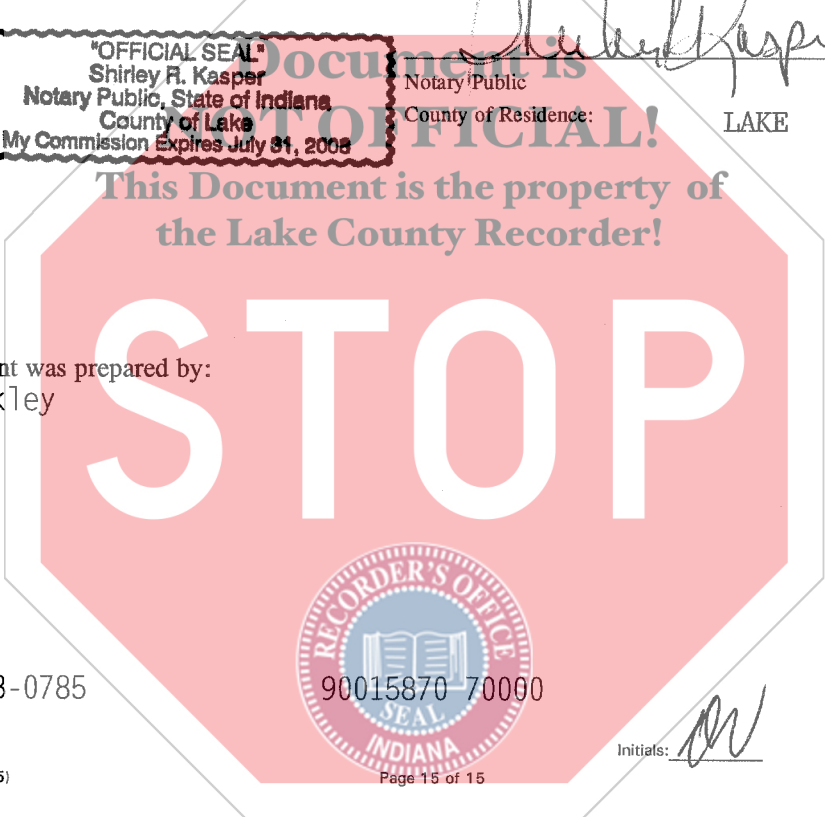 "OFFICIAL SEAL"
Shirley R. Kasper
Notary Public, State of Indiana
County of Lake
My Commission Expires July 31, 2008
Document is
NOT OFFICIAL!
This Document is the property of
the Lake County Recorder!
Notary Public
County of Residence: LAKE
STOP
nt was prepared by:
kley
RECORDER'S OFFICE
SEAL
INDIANA
3-0785 90015870 70000
Initials:
5) Page 15 of 15